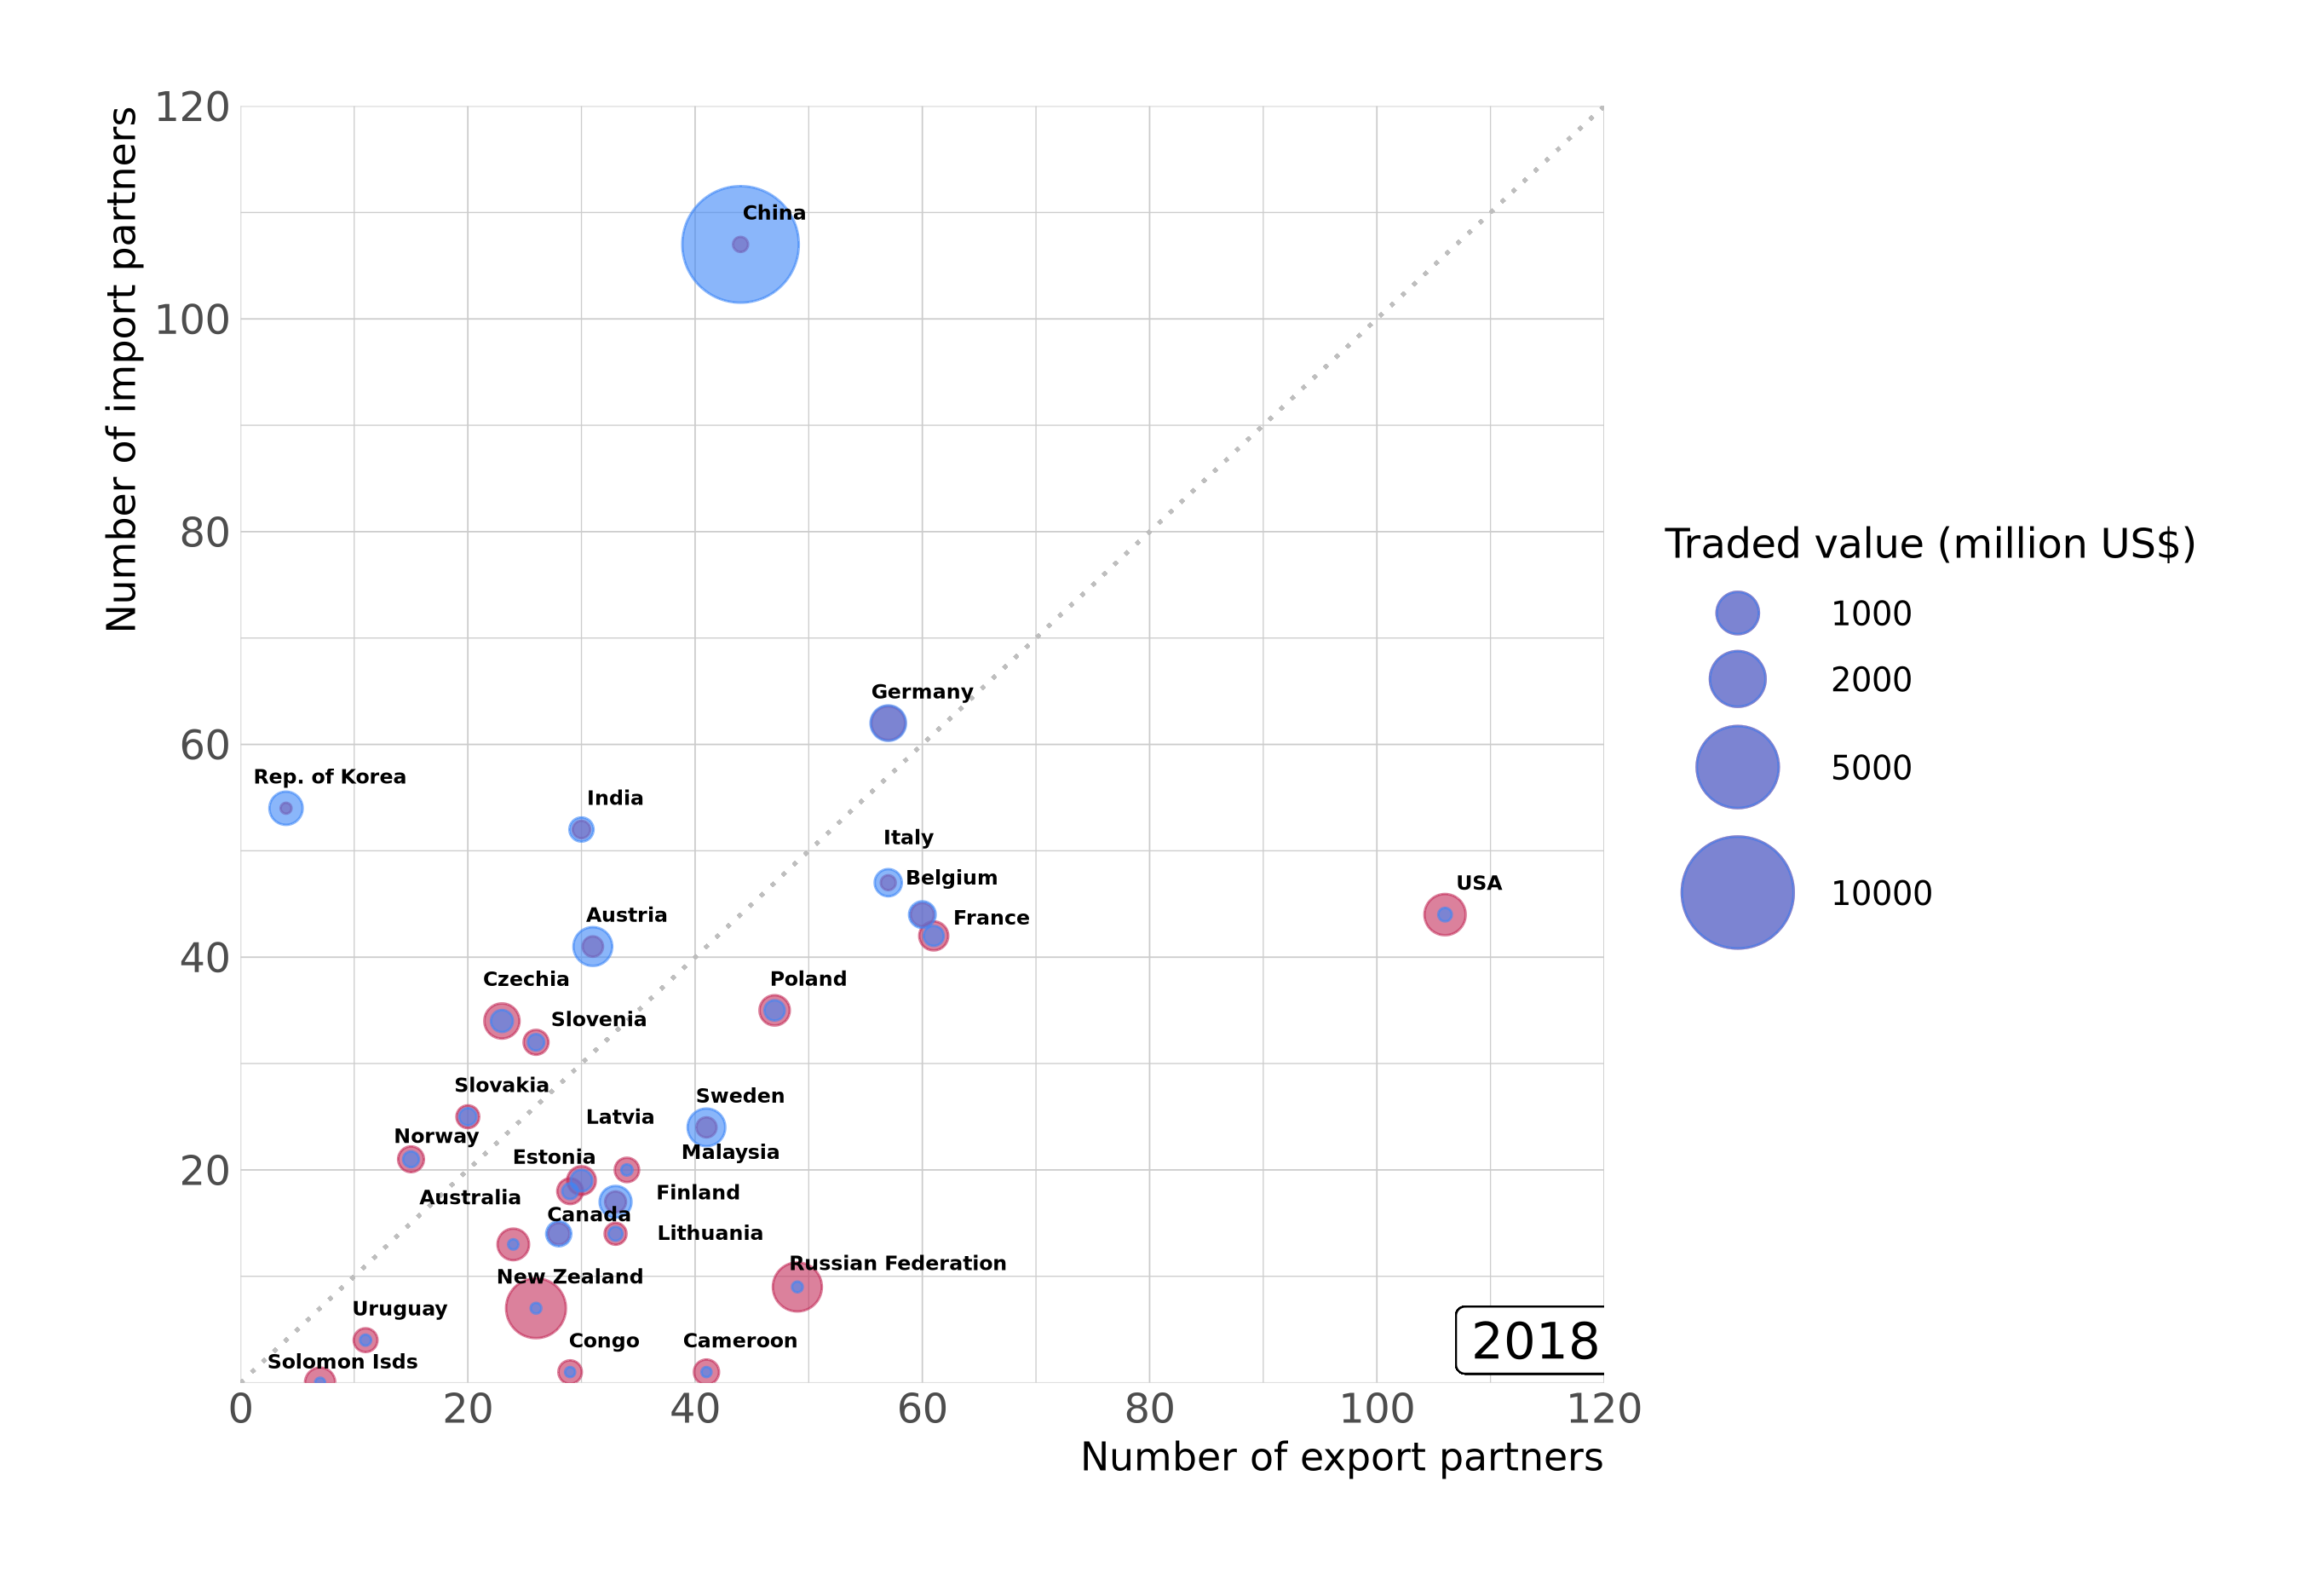 Number of import partners
120
100
80
60
40
20
China
Germany
Rep. of Korea
India
Italy
Belgium
USA
France
Austria
Czechia
Poland
Slovenia
Slovakia
Sweden
Latvia
Norway
Malaysia
Estonia
Finland
Australia
Canada
Lithuania
Russian Federation
New Zealand
Uruguay
Congo
Cameroon
Solomon Isds
2018
0
20
40
60
80
100
120
Number of export partners
Traded value (million US$)
1000
2000
5000
10000